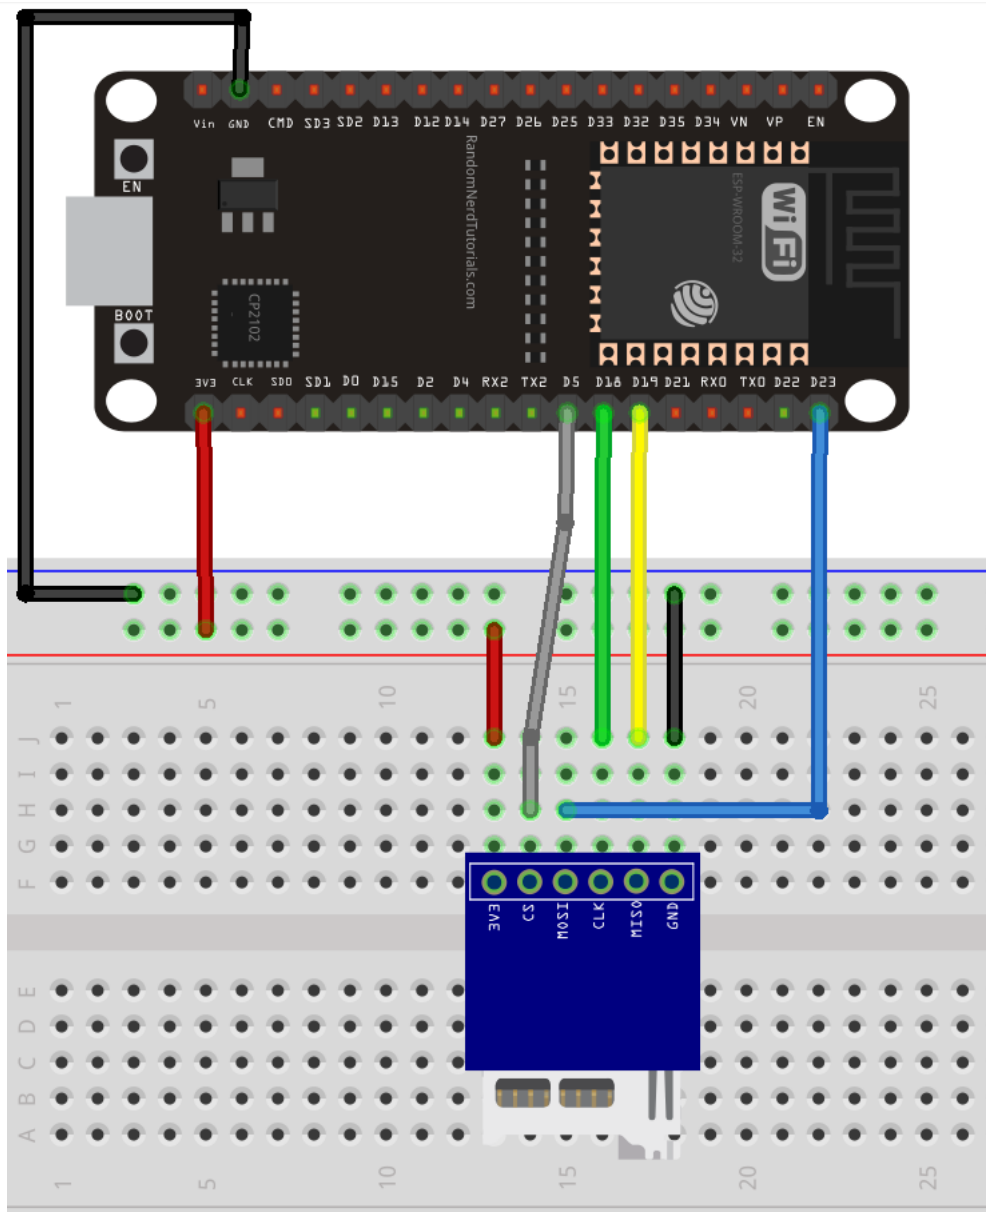 Vin GND CMD SD3 SD2 D13 D12 D14 D27 D26 D25 D33 D32 D35 D34 VN VP EN
EN
RandomNerdTutorials.com
ESP-WROOM-32
WiFi
CP2102
BOOT
3V3 CLK SD0 SD1 D0 D15 D2 D4 RX2 TX2 D5 D18 D19 D21 RX0 TX0 D22 D23
1 5 10 15 20 25
J
I
H
G
F
3V3 CS MOSI CLK MISO GND
E
D
C
B
A
1 5 15 20 25